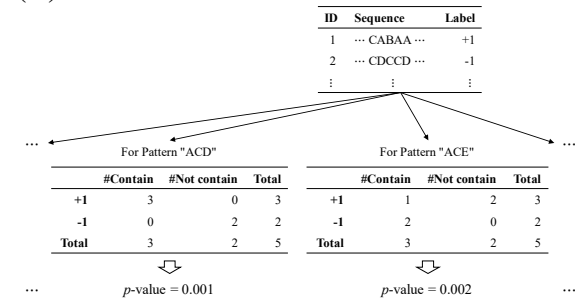 ID Sequence Label
1 ··· CABAA ··· +1
2 ··· CDCCD ··· -1
⋮ ⋮ ⋮
··· ···
For Pattern "ACD" For Pattern "ACE"
#Contain #Not contain Total #Contain #Not contain Total
+1 3 0 3 +1 1 2 3
-1 0 2 2 -1 2 0 2
Total 3 2 5 Total 3 2 5
··· p-value = 0.001 p-value = 0.002 ···